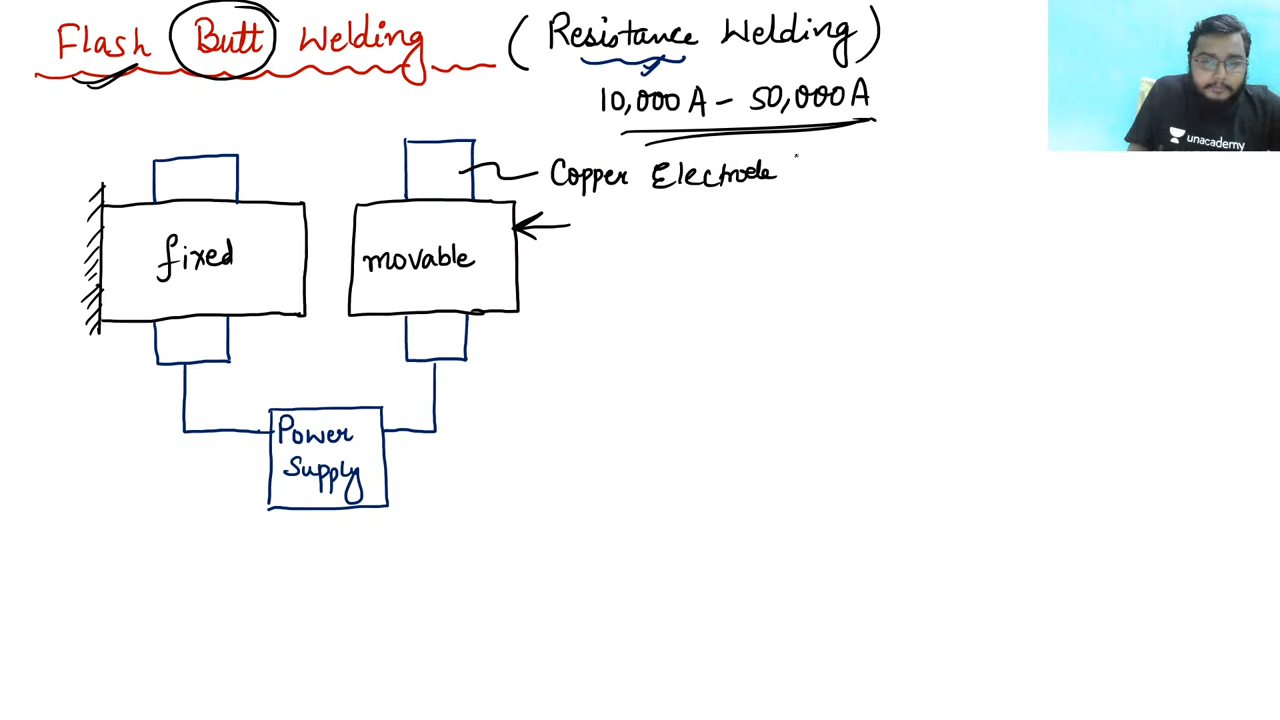 Flash Butt Welding (Resistance Welding)
10,000 A - 50,000 A
Copper Electrode
fixed
movable
Power
Supply
unacademy